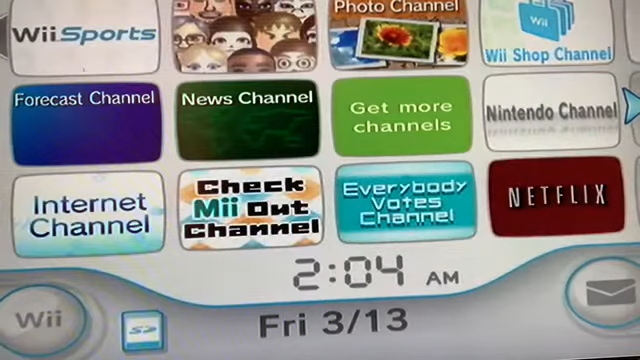 Wii Sports
Photo Channel
Wii
Wii Shop Channel
Forecast Channel
News Channel
Get more
channels
Nintendo Channel
Internet
Channel
Check
Mii Out
Channel
Everybody
Votes
Channel
NETFLIX
2:04 AM
Wii
SD
Fri 3/13